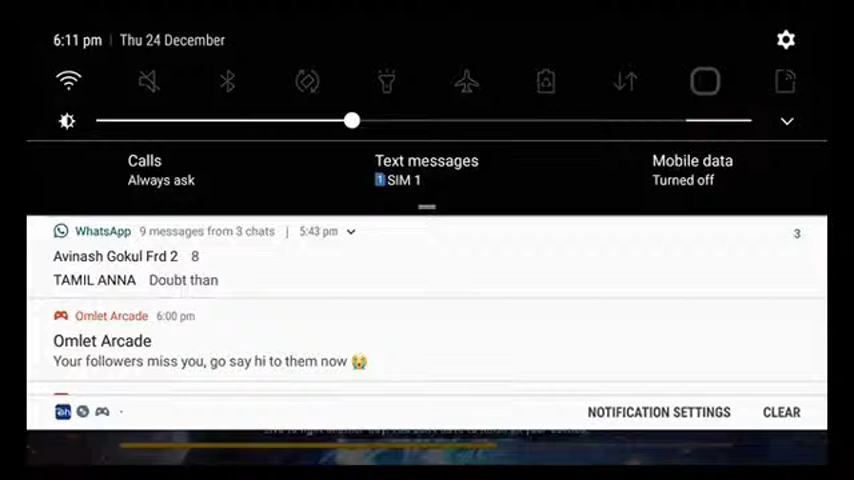 6:11 pm | Thu 24 December
Calls
Always ask
Text messages
1 SIM 1
Mobile data
Turned off
WhatsApp 9 messages from 3 chats | 5:43 pm
3
Avinash Gokul Frd 2 8
TAMIL ANNA Doubt than
Omlet Arcade 6:00 pm
Omlet Arcade
Your followers miss you, go say hi to them now 😭
NOTIFICATION SETTINGS CLEAR